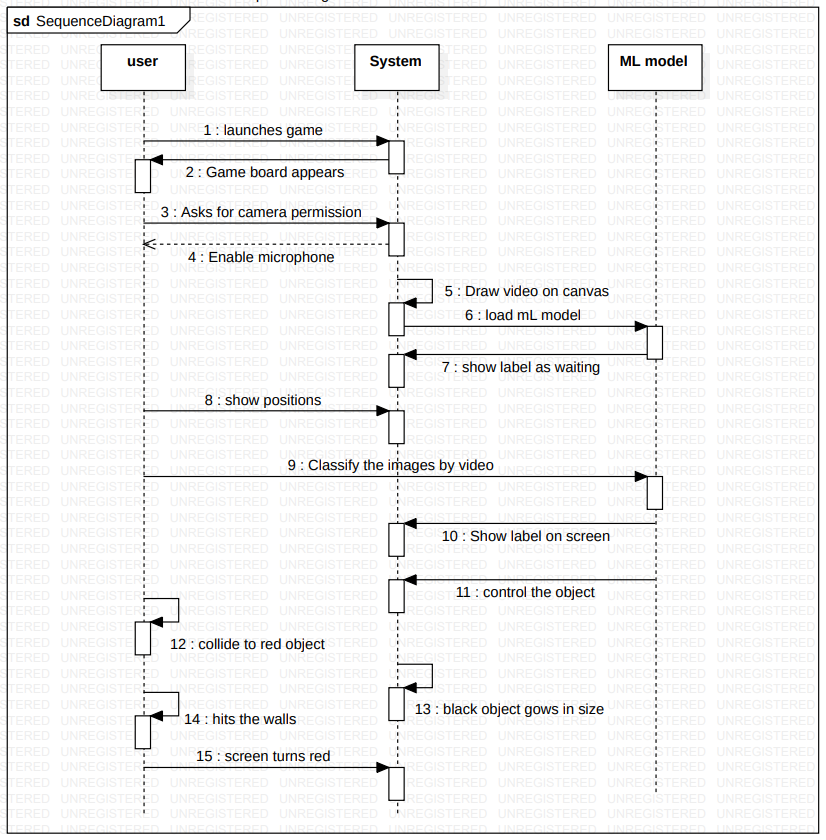 sd SequenceDiagram1
user
System
ML model
1 : launches game
2 : Game board appears
3 : Asks for camera permission
4 : Enable microphone
5 : Draw video on canvas
6 : load mL model
7 : show label as waiting
8 : show positions
9 : Classify the images by video
10 : Show label on screen
11 : control the object
12 : collide to red object
13 : black object gows in size
14 : hits the walls
15 : screen turns red
UNREGISTERED